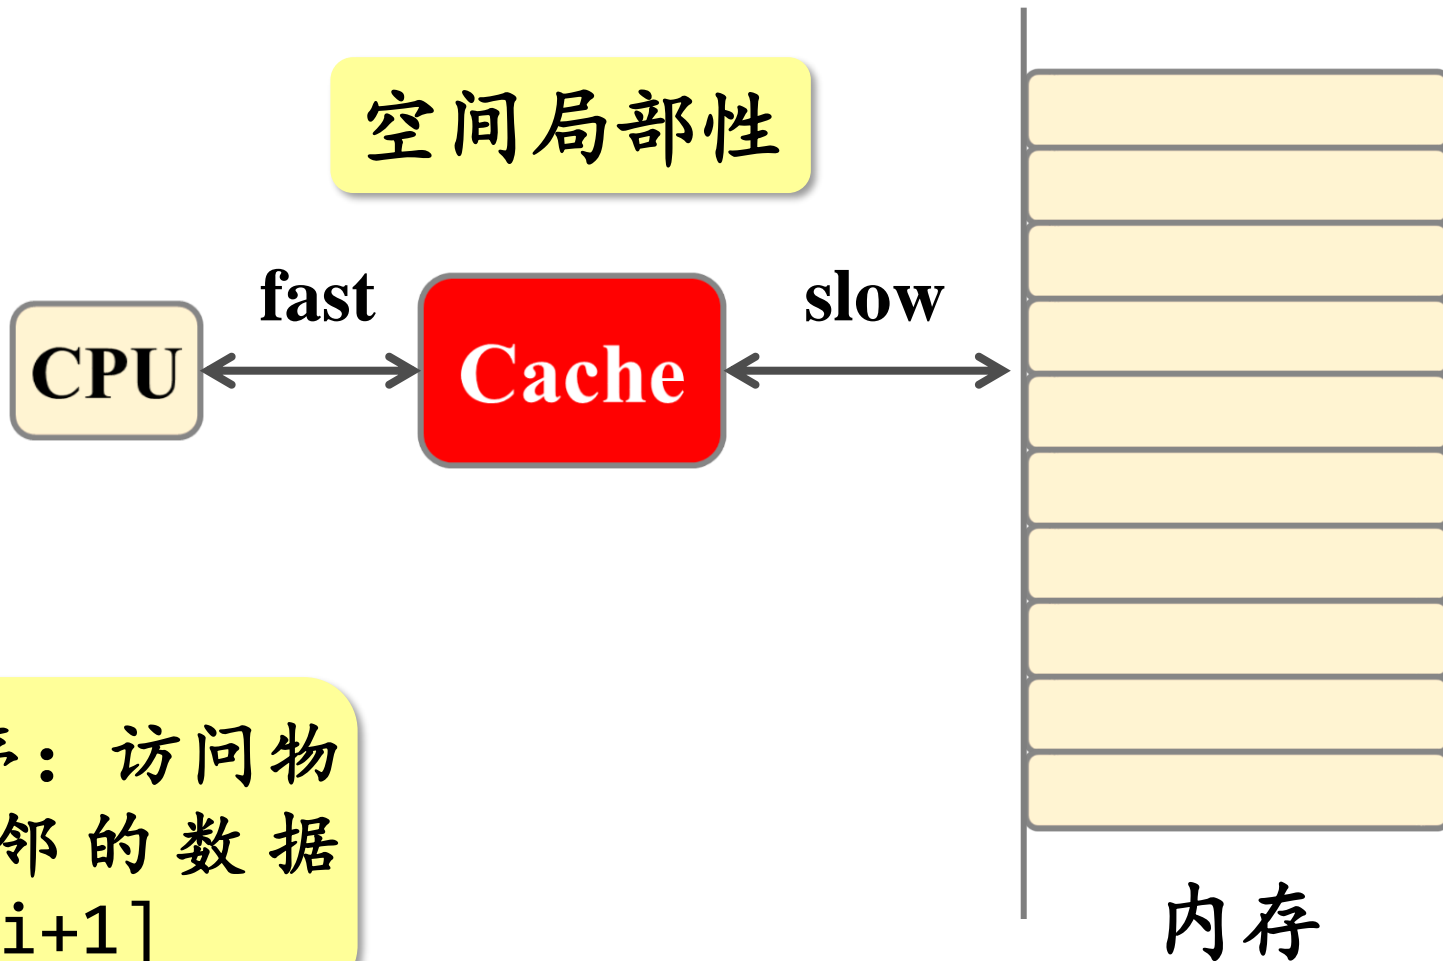 空间局部性
fast
slow
CPU
Cache
：访问物
邻的数据
i+1]
内存